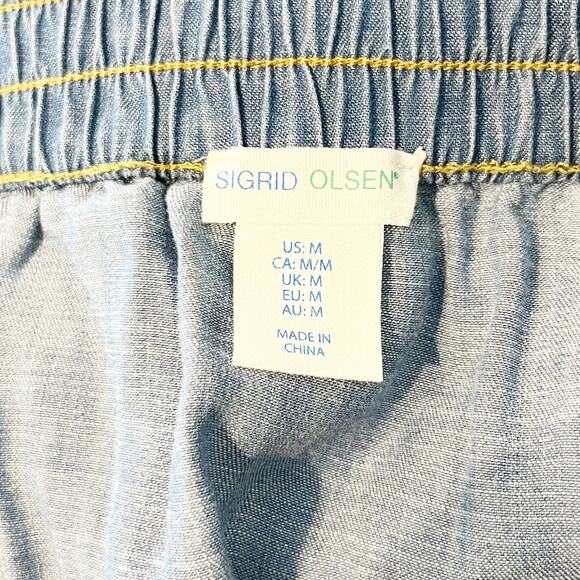 SIGRID OLSEN®
US: M
CA: M/M
UK: M
EU: M
AU: M
MADE IN
CHINA